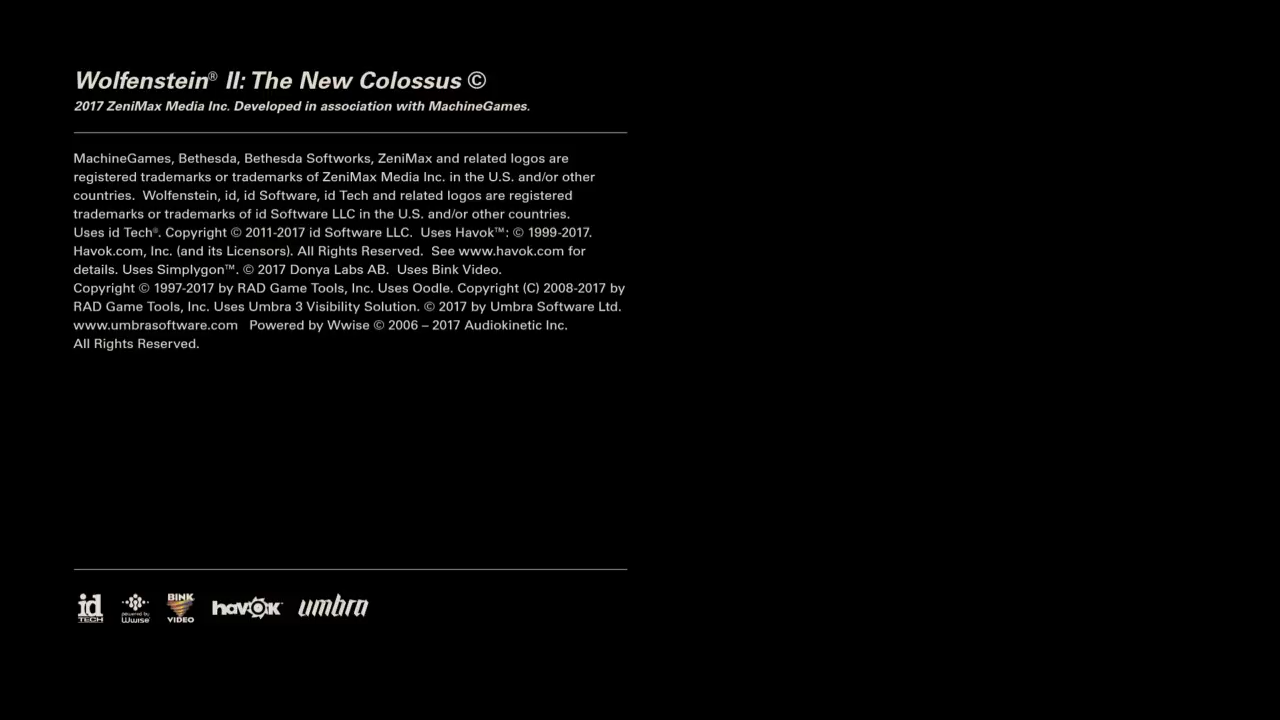 Wolfenstein® II: The New Colossus ©
2017 ZeniMax Media Inc. Developed in association with MachineGames.
MachineGames, Bethesda, Bethesda Softworks, ZeniMax and related logos are
registered trademarks or trademarks of ZeniMax Media Inc. in the U.S. and/or other
countries.  Wolfenstein, id, id Software, id Tech and related logos are registered
trademarks or trademarks of id Software LLC in the U.S. and/or other countries.
Uses id Tech®. Copyright © 2011-2017 id Software LLC.  Uses Havok™: © 1999-2017.
Havok.com, Inc. (and its Licensors). All Rights Reserved.  See www.havok.com for
details. Uses Simplygon™. © 2017 Donya Labs AB.  Uses Bink Video.
Copyright © 1997-2017 by RAD Game Tools, Inc. Uses Oodle. Copyright (C) 2008-2017 by
RAD Game Tools, Inc. Uses Umbra 3 Visibility Solution. © 2017 by Umbra Software Ltd.
www.umbrasoftware.com   Powered by Wwise © 2006 – 2017 Audiokinetic Inc.
All Rights Reserved.
id TECH
powered by Wwise
BINK VIDEO
havok
umbra